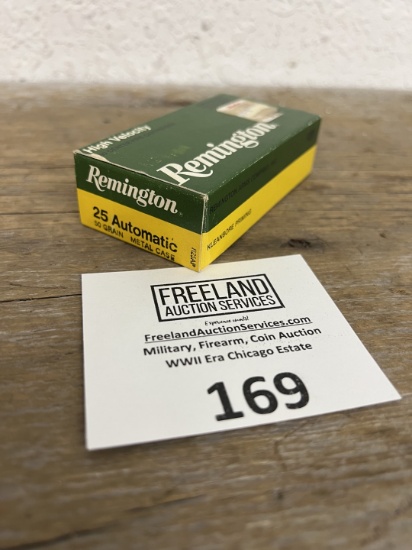 High Velocity
Remington
Remington
25 Automatic
50 GRAIN METAL CASE
KLEANBORE PRIMING
FREELAND
AUCTION SERVICES
FreelandAuctionServices.com
Military, Firearm, Coin Auction
WWII Era Chicago Estate
169